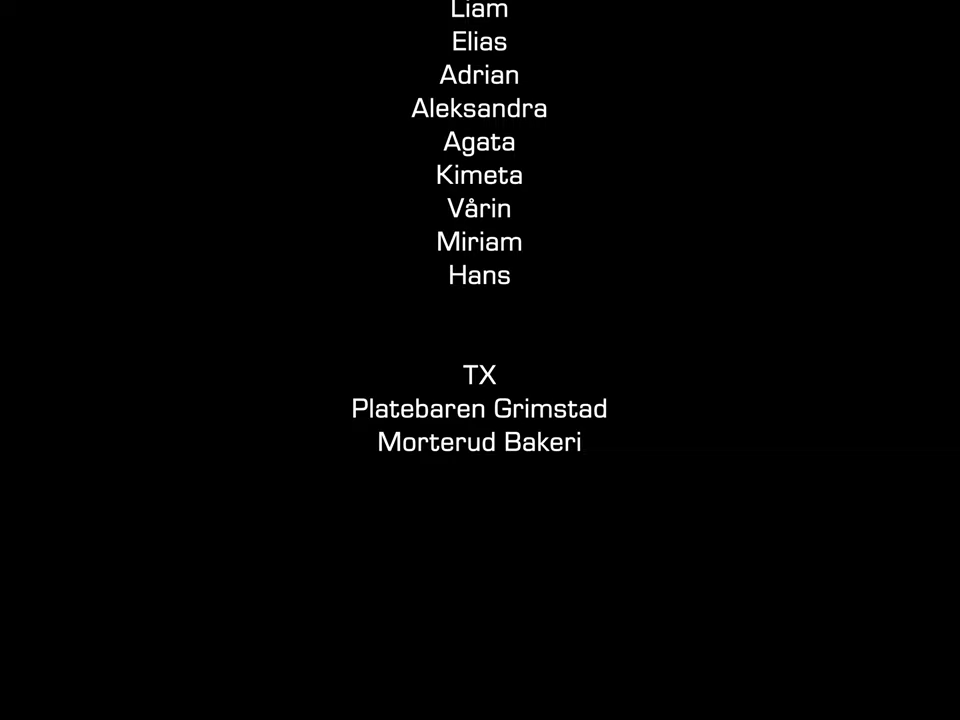 Liam
Elias
Adrian
Aleksandra
Agata
Kimeta
Vårin
Miriam
Hans
TX
Platebaren Grimstad
Morterud Bakeri